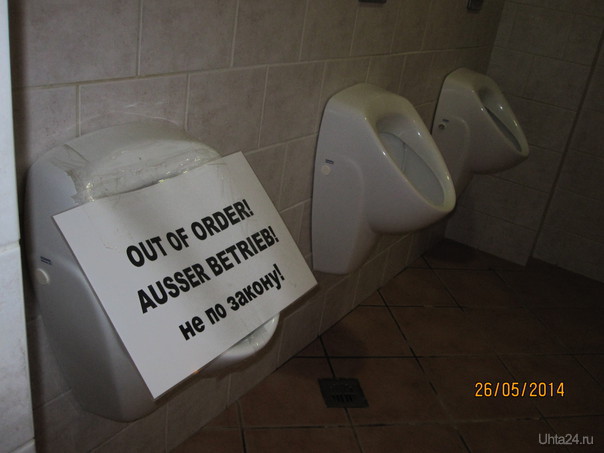 OUT OF ORDER!
AUSSER BETRIEB!
не по закону!
26/05/2014
Uhta24.ru